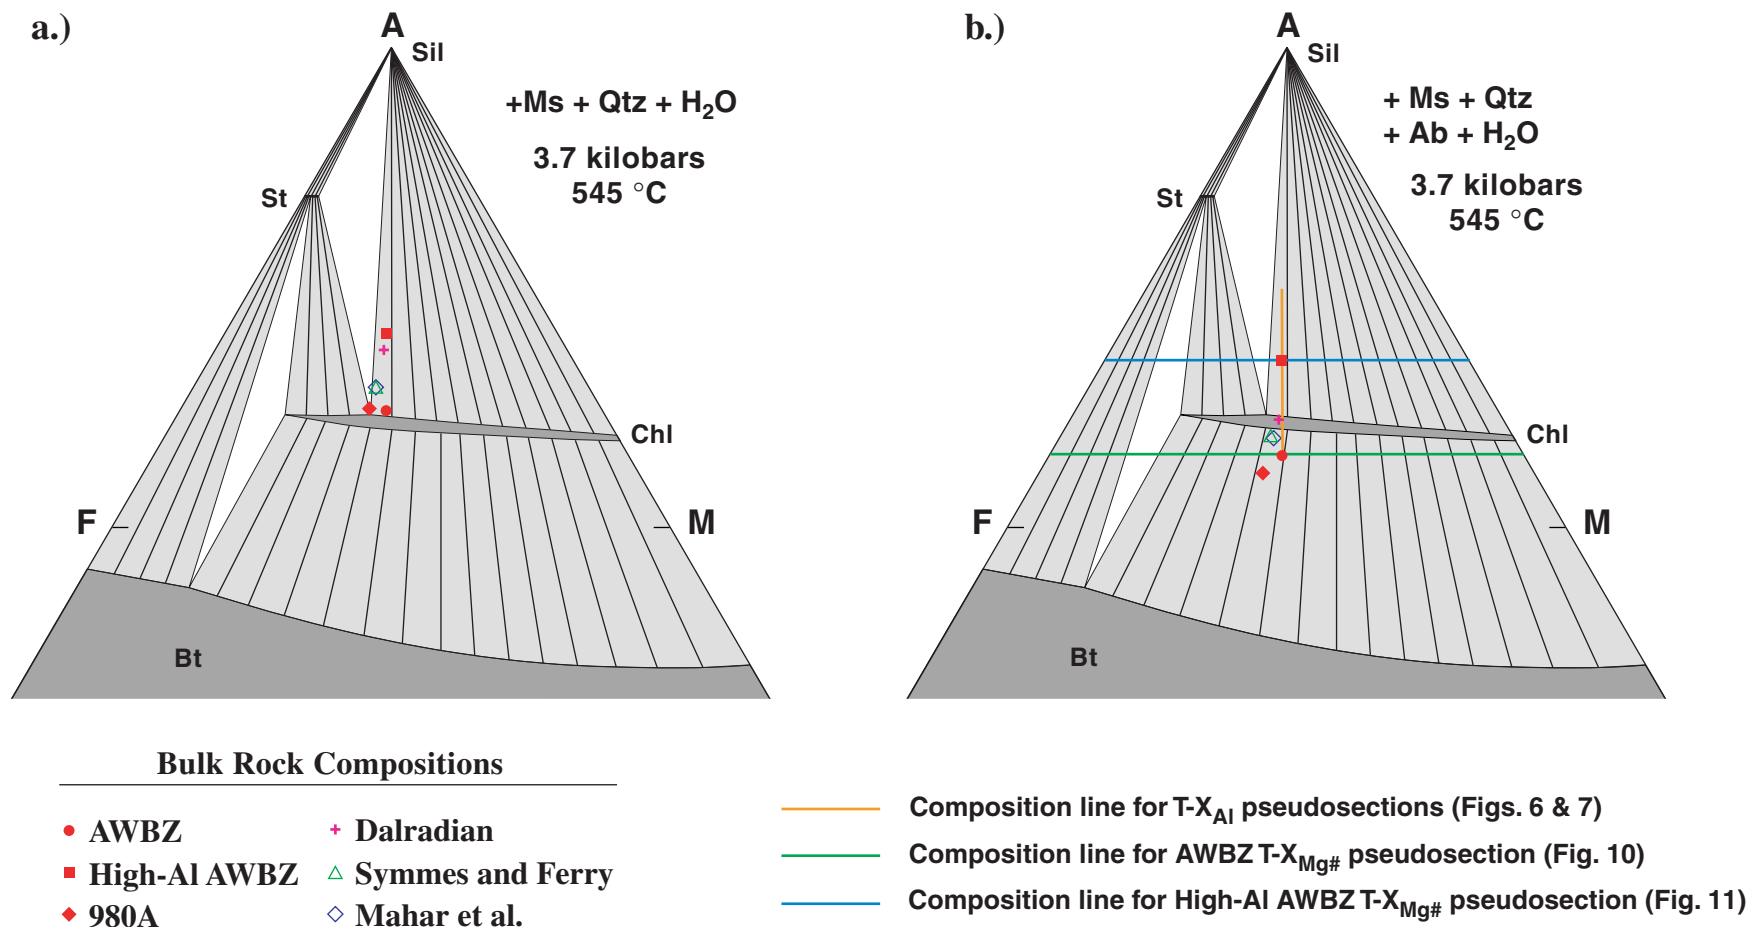 a.)
A
Sil
+Ms + Qtz + H2O
3.7 kilobars
545 °C
St
Chl
F
M
Bt
b.)
A
Sil
+ Ms + Qtz
+ Ab + H2O
3.7 kilobars
545 °C
St
Chl
F
M
Bt
Bulk Rock Compositions
AWBZ
High-Al AWBZ
980A
Dalradian
Symmes and Ferry
Mahar et al.
Composition line for T-XAl pseudosections (Figs. 6 & 7)
Composition line for AWBZ T-XMg# pseudosection (Fig. 10)
Composition line for High-Al AWBZ T-XMg# pseudosection (Fig. 11)